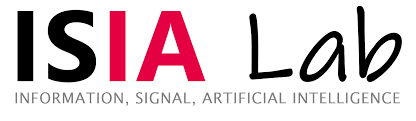 ISIA Lab
INFORMATION, SIGNAL, ARTIFICIAL INTELLIGENCE